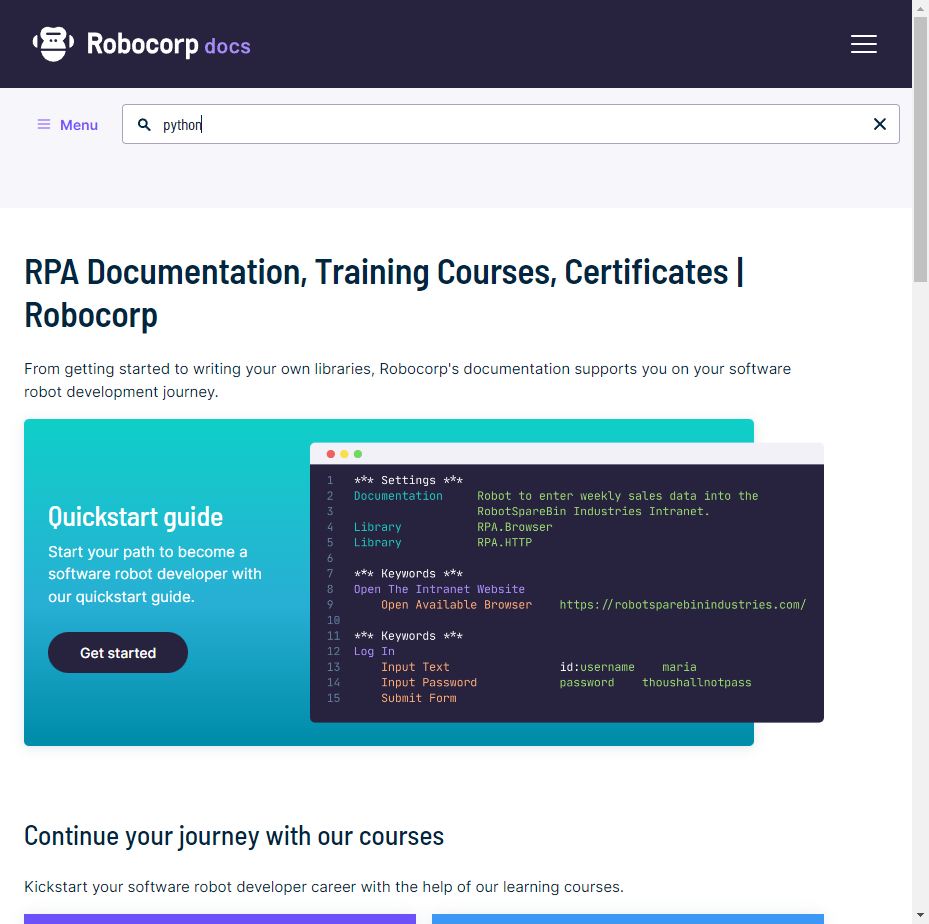 Robocorp docs
Menu
python
RPA Documentation, Training Courses, Certificates |
Robocorp
From getting started to writing your own libraries, Robocorp's documentation supports you on your software
robot development journey.
Quickstart guide
Start your path to become a
software robot developer with
our quickstart guide.
Get started
1 *** Settings ***
2 Documentation Robot to enter weekly sales data into the
3 RobotSpareBin Industries Intranet.
4 Library RPA.Browser
5 Library RPA.HTTP
6
7 *** Keywords ***
8 Open The Intranet Website
9 Open Available Browser https://robotsparebinindustries.com/
10
11 *** Keywords ***
12 Log In
13 Input Text id:username maria
14 Input Password password thoushallnotpass
15 Submit Form
Continue your journey with our courses
Kickstart your software robot developer career with the help of our learning courses.